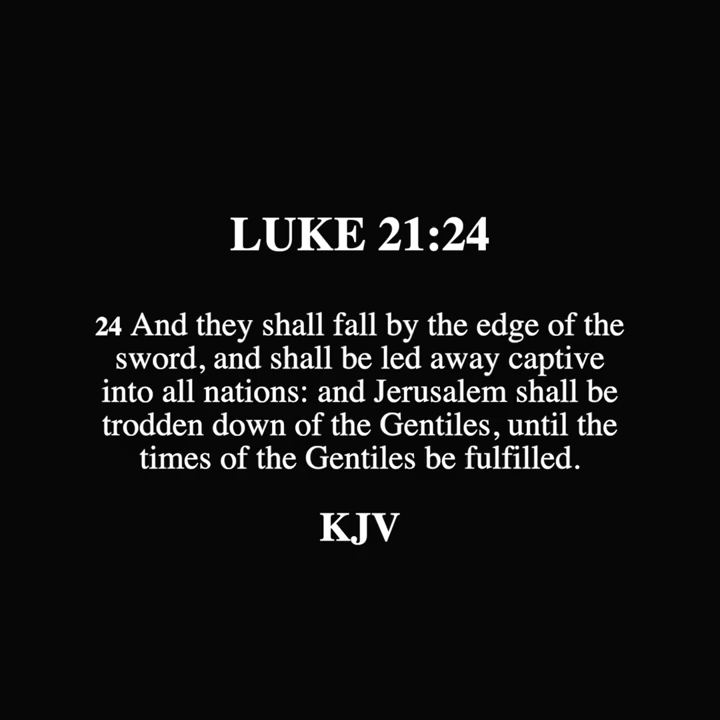 LUKE 21:24
24 And they shall fall by the edge of the
sword, and shall be led away captive
into all nations: and Jerusalem shall be
trodden down of the Gentiles, until the
times of the Gentiles be fulfilled.
KJV